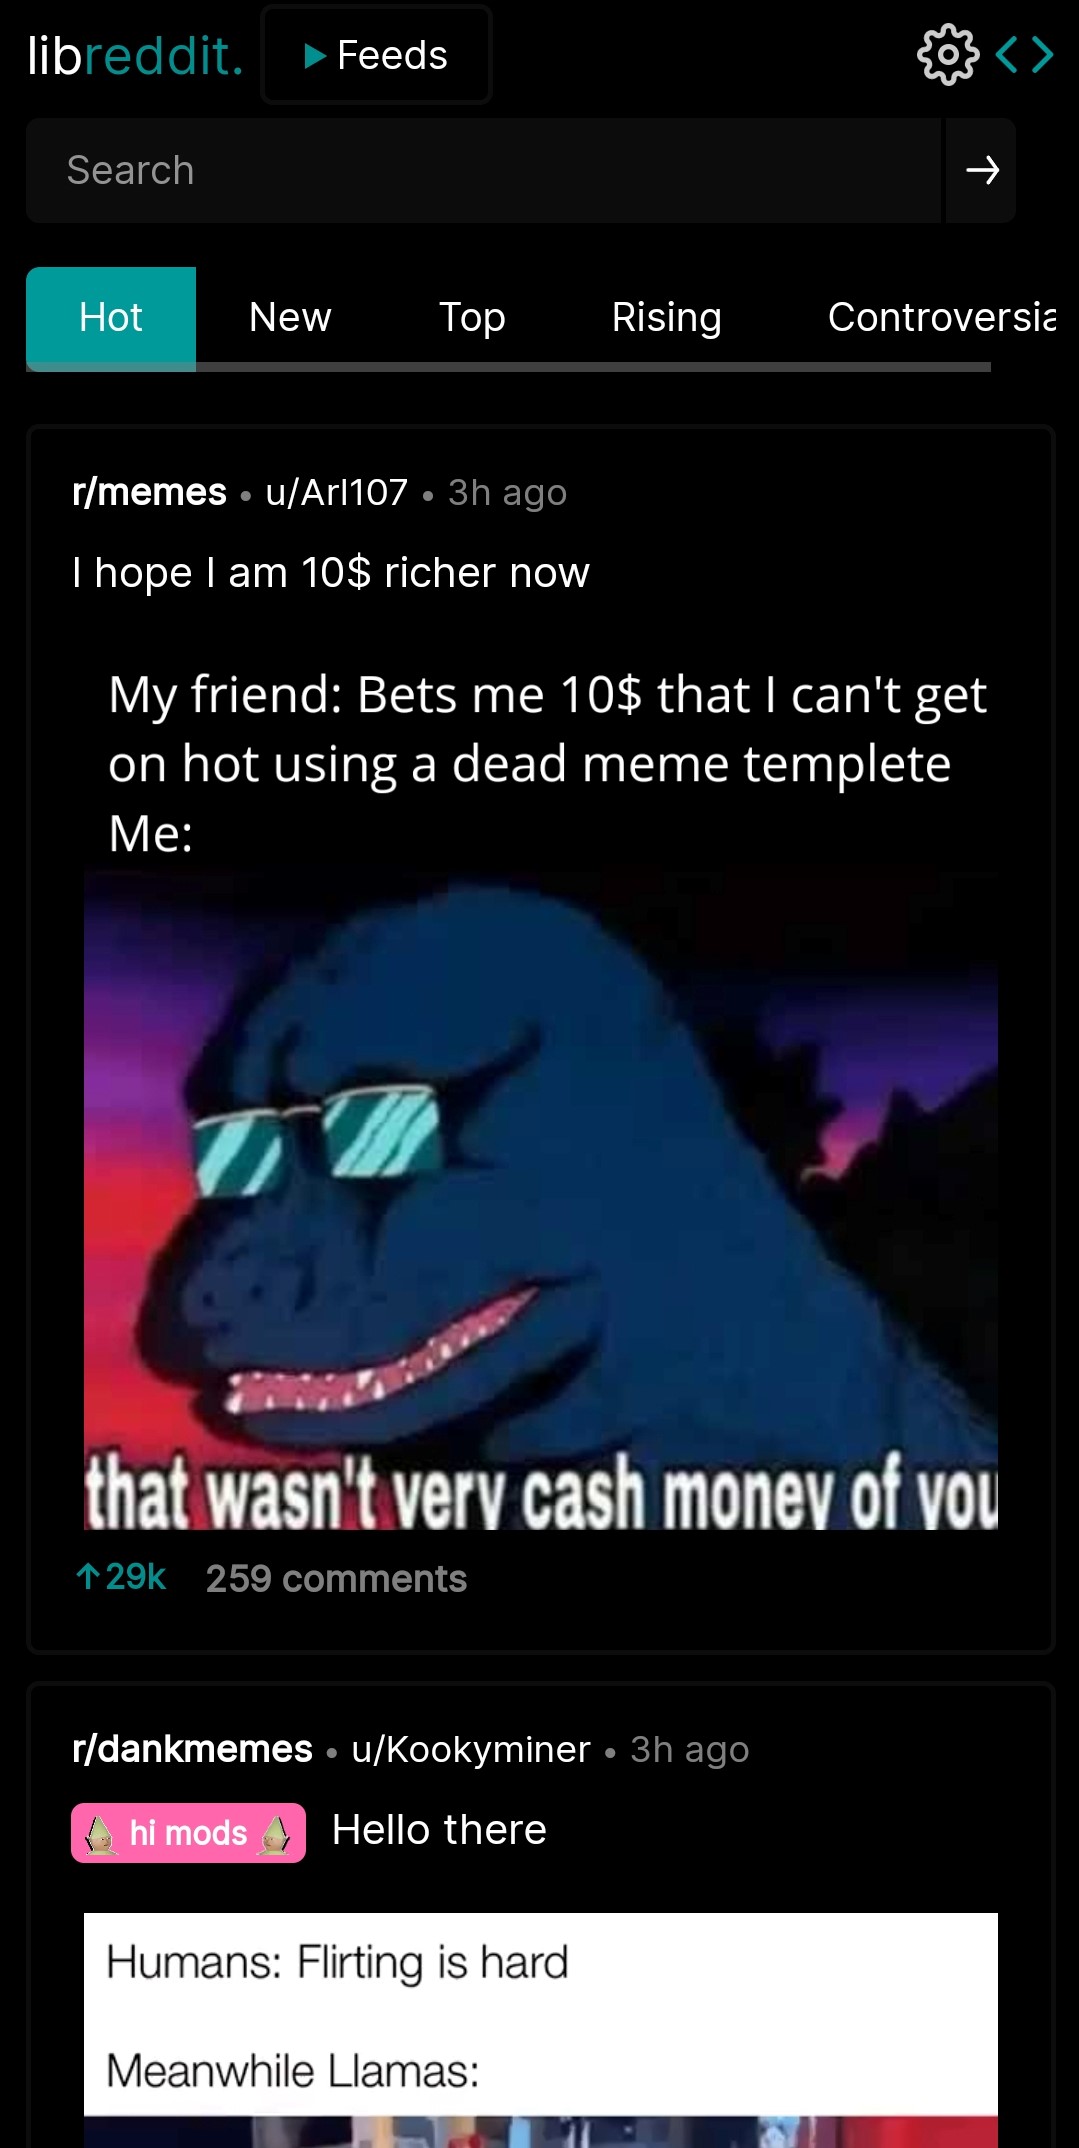 libreddit. Feeds
Search
Hot New Top Rising Controversia
r/memes • u/Arl107 • 3h ago
I hope I am 10$ richer now
My friend: Bets me 10$ that I can't get
on hot using a dead meme templete
Me:
that wasn't very cash money of you
↑29k 259 comments
r/dankmemes • u/Kookyminer • 3h ago
hi mods Hello there
Humans: Flirting is hard
Meanwhile Llamas: